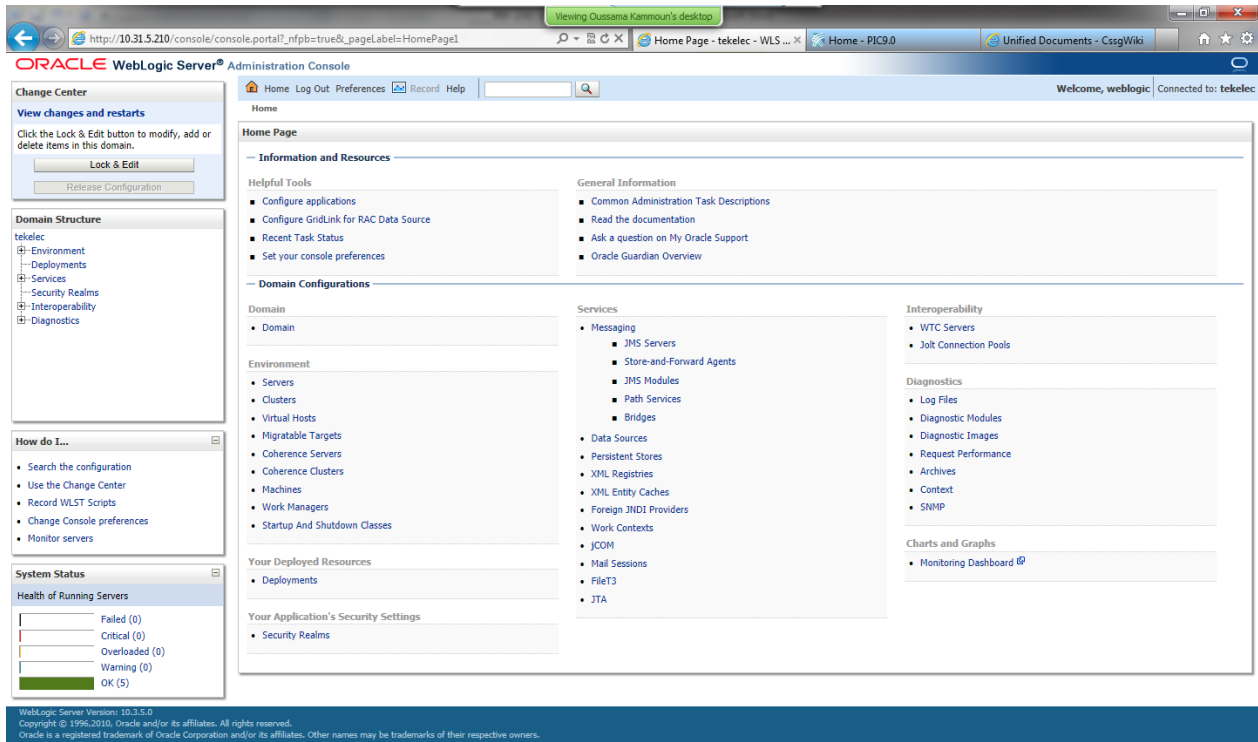 Viewing Oussama Kammoun's desktop
http://10.31.5.210/console/console.portal?_nfpb=true&_pageLabel=HomePage1
Home Page - tekelec - WLS ...
Home - PIC9.0
Unified Documents - CssgWiki
ORACLE WebLogic Server® Administration Console
Change Center
View changes and restarts
Click the Lock & Edit button to modify, add or
delete items in this domain.
Lock & Edit
Release Configuration
Domain Structure
tekelec
Environment
Deployments
Services
Security Realms
Interoperability
Diagnostics
How do I...
Search the configuration
Use the Change Center
Record WLST Scripts
Change Console preferences
Monitor servers
System Status
Health of Running Servers
Failed (0)
Critical (0)
Overloaded (0)
Warning (0)
OK (5)
Home Log Out Preferences Record Help
Welcome, weblogic Connected to: tekelec
Home
Home Page
Information and Resources
Helpful Tools
Configure applications
Configure GridLink for RAC Data Source
Recent Task Status
Set your console preferences
General Information
Common Administration Task Descriptions
Read the documentation
Ask a question on My Oracle Support
Oracle Guardian Overview
Domain Configurations
Domain
Domain
Environment
Servers
Clusters
Virtual Hosts
Migratable Targets
Coherence Servers
Coherence Clusters
Machines
Work Managers
Startup And Shutdown Classes
Your Deployed Resources
Deployments
Your Application's Security Settings
Security Realms
Services
Messaging
JMS Servers
Store-and-Forward Agents
JMS Modules
Path Services
Bridges
Data Sources
Persistent Stores
XML Registries
XML Entity Caches
Foreign JNDI Providers
Work Contexts
jCOM
Mail Sessions
FileT3
JTA
Interoperability
WTC Servers
Jolt Connection Pools
Diagnostics
Log Files
Diagnostic Modules
Diagnostic Images
Request Performance
Archives
Context
SNMP
Charts and Graphs
Monitoring Dashboard
WebLogic Server Version: 10.3.5.0
Copyright © 1996,2010, Oracle and/or its affiliates. All rights reserved.
Oracle is a registered trademark of Oracle Corporation and/or its affiliates. Other names may be trademarks of their respective owners.